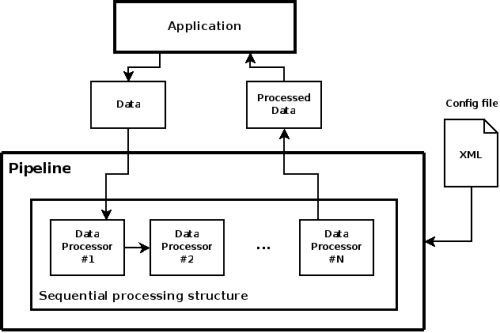 Application
Data
Processed
Data
Config file
XML
Pipeline
Data
Processor
#1
Data
Processor
#2
...
Data
Processor
#N
Sequential processing structure